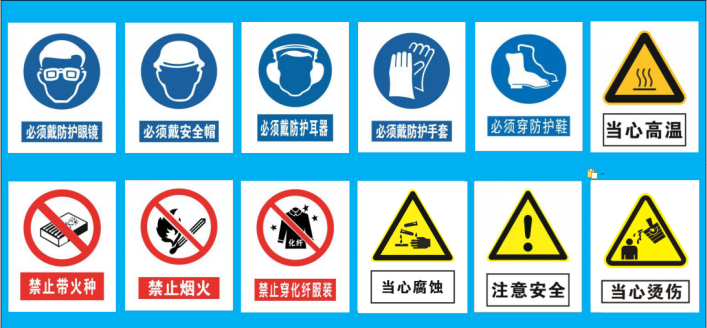 必须戴防护眼镜
必须戴安全帽
必须戴防护耳器
必须戴防护手套
必须穿防护鞋
当心高温
禁止带火种
禁止烟火
化纤
禁止穿化纤服装
当心腐蚀
注意安全
当心烫伤